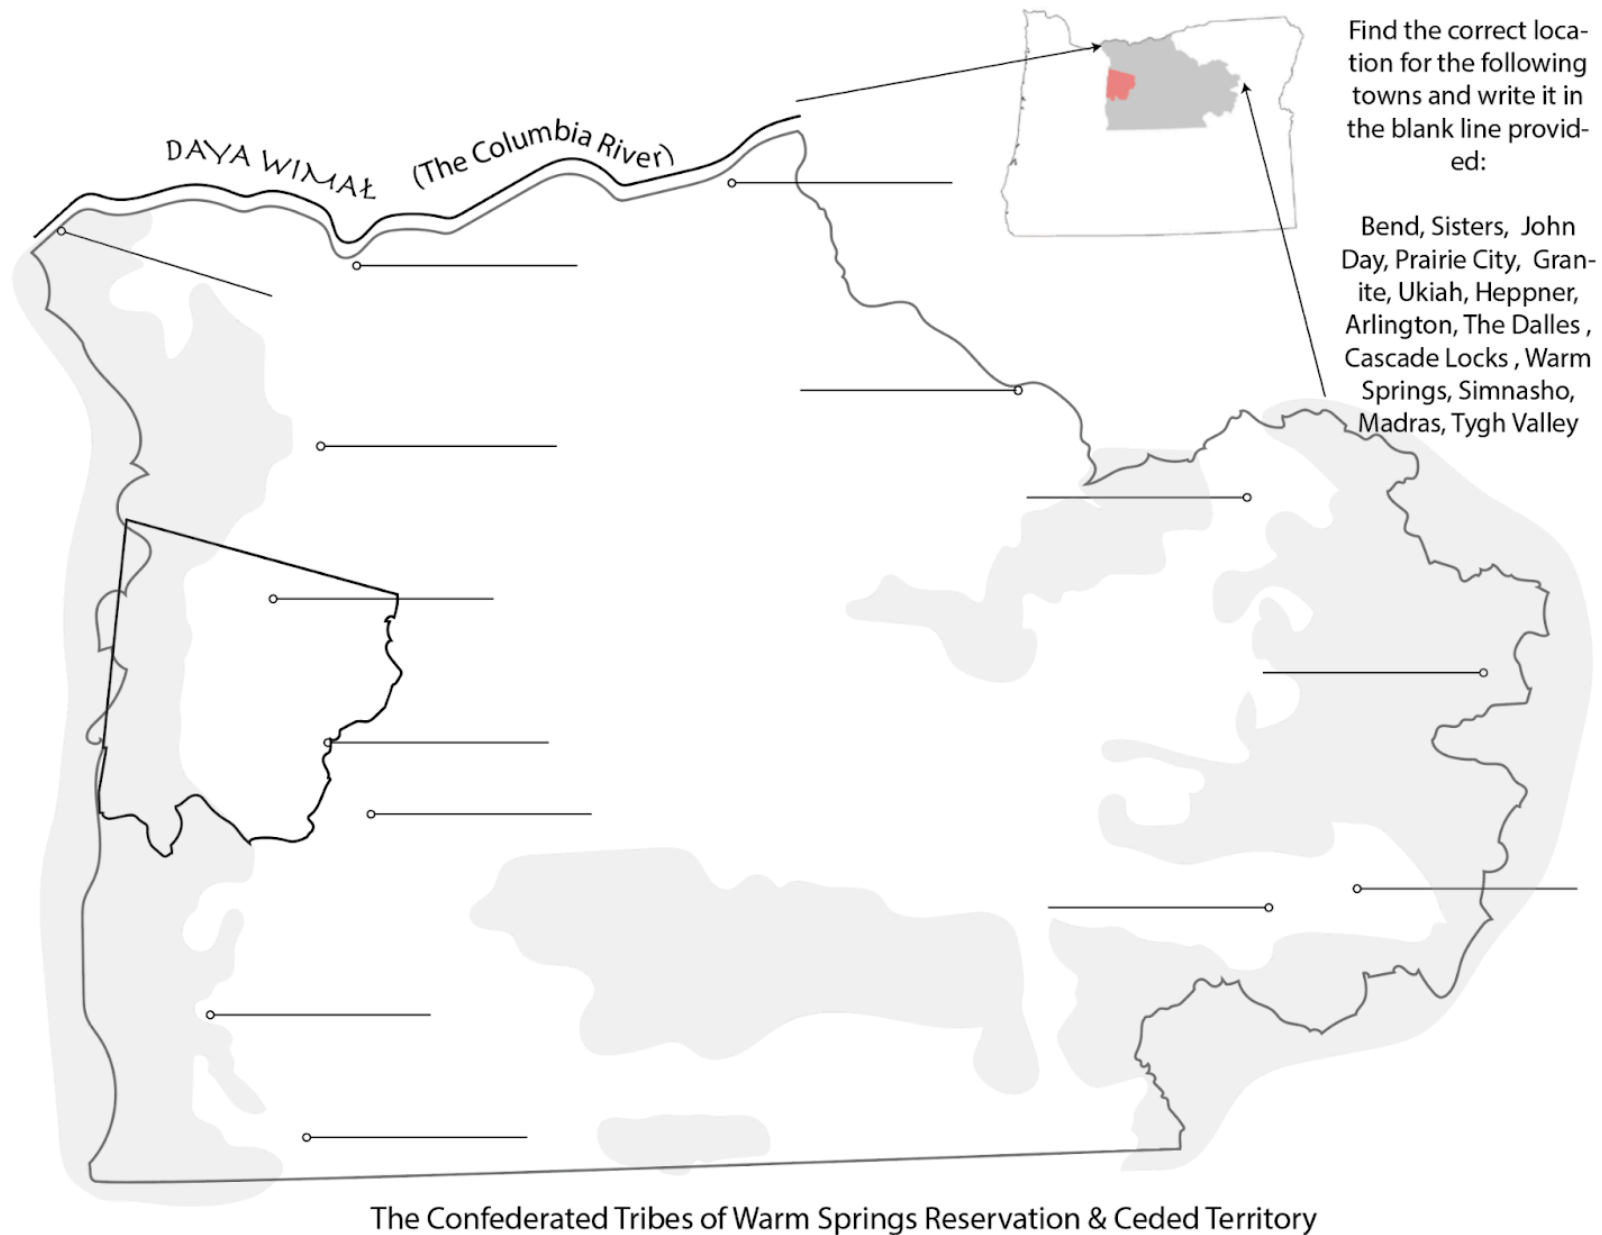 DAYA WIMAŁ
(The Columbia River)
Find the correct loca-
tion for the following
towns and write it in
the blank line provid-
ed:
Bend, Sisters, John
Day, Prairie City, Gran-
ite, Ukiah, Heppner,
Arlington, The Dalles ,
Cascade Locks , Warm
Springs, Simnasho,
Madras, Tygh Valley
The Confederated Tribes of Warm Springs Reservation & Ceded Territory